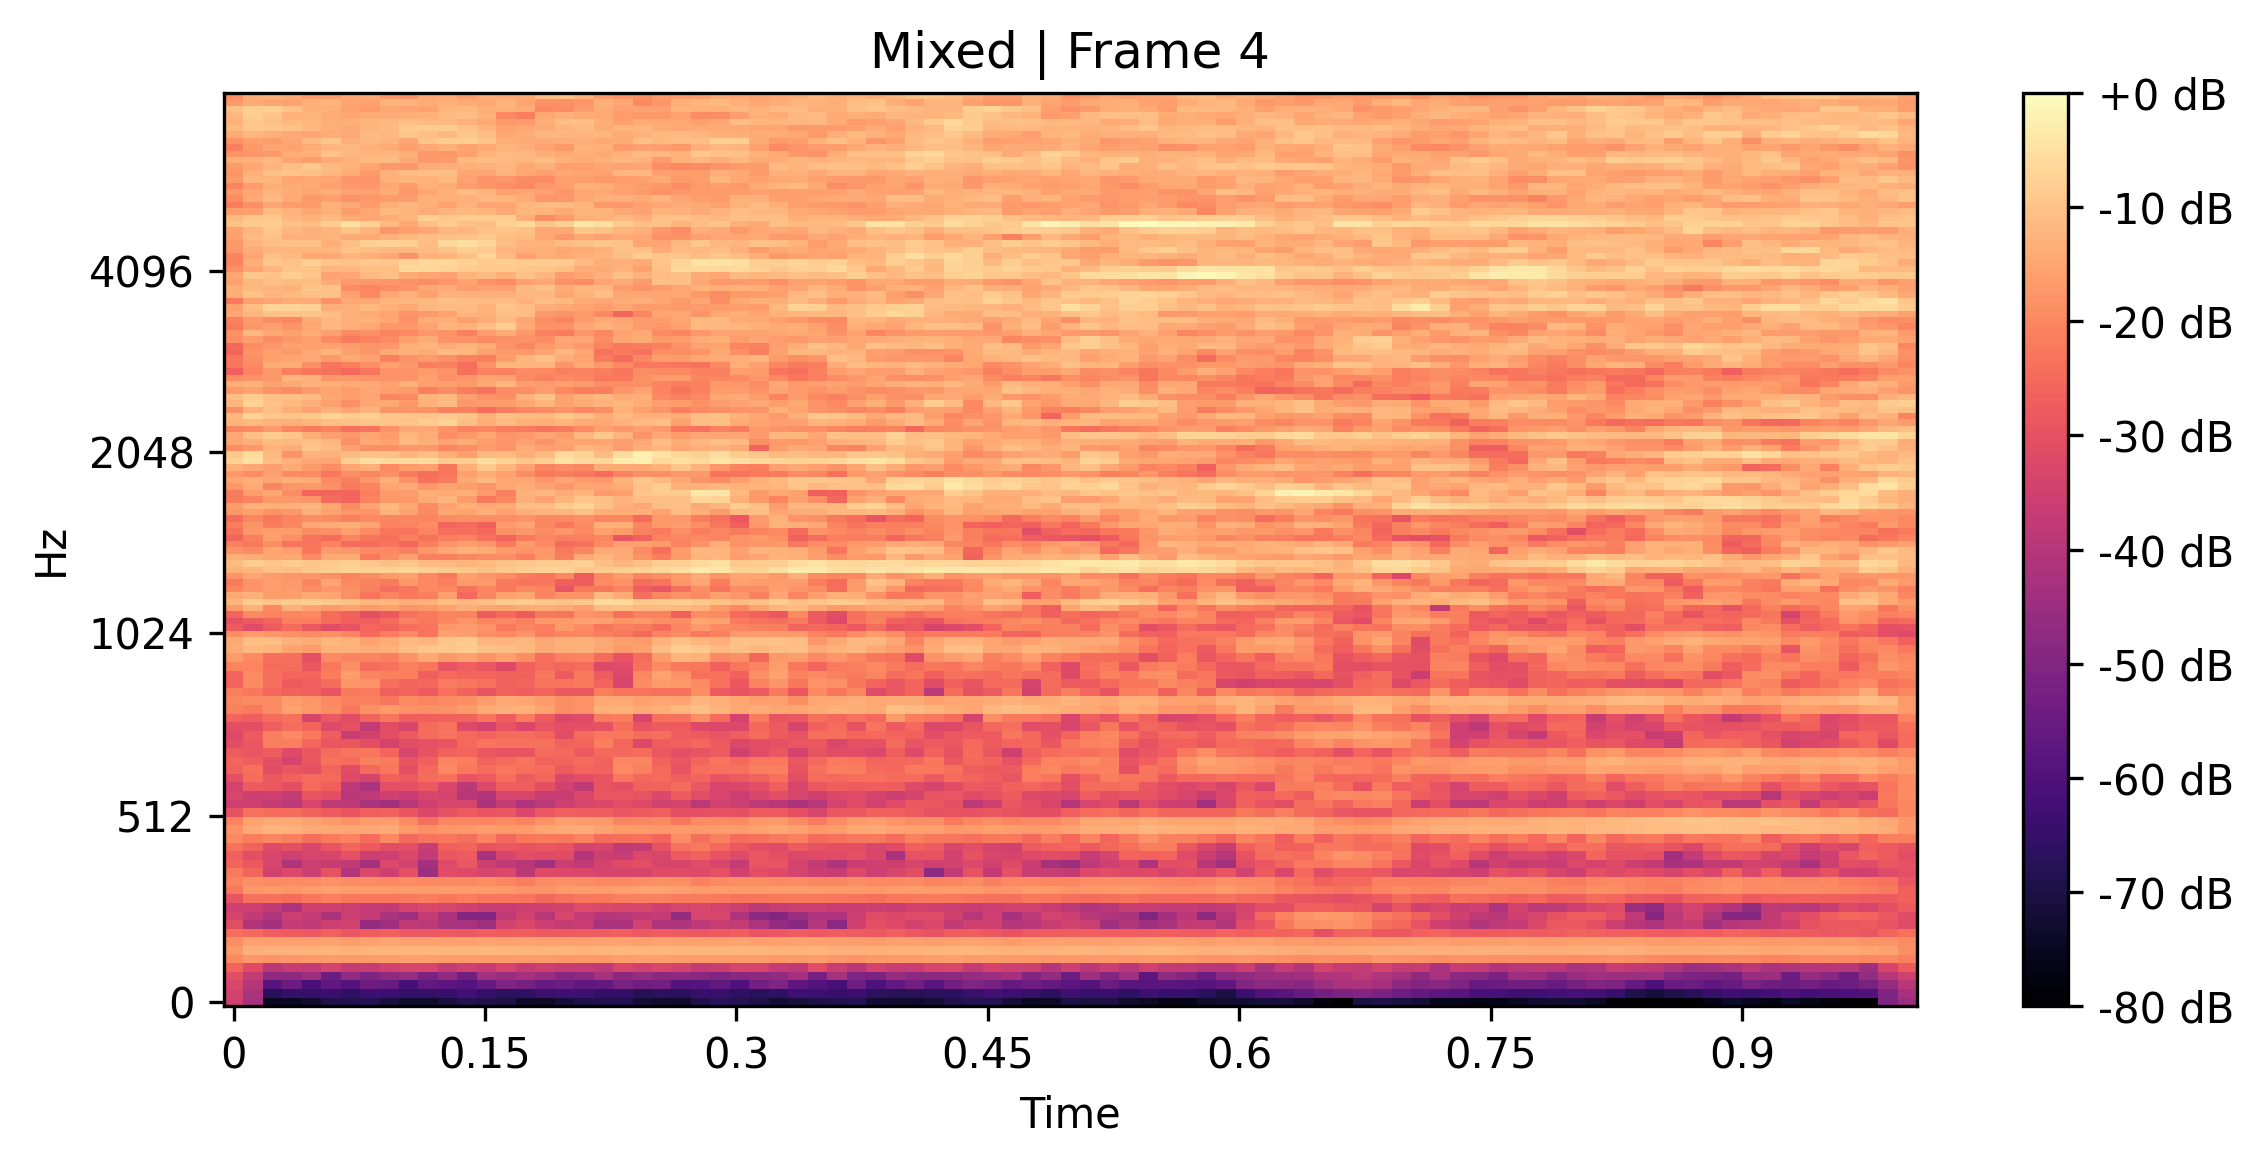 Mixed | Frame 4
+0 dB
-10 dB
-20 dB
-30 dB
-40 dB
-50 dB
-60 dB
-70 dB
-80 dB
4096
2048
1024
512
0
Hz
0 0.15 0.3 0.45 0.6 0.75 0.9
Time